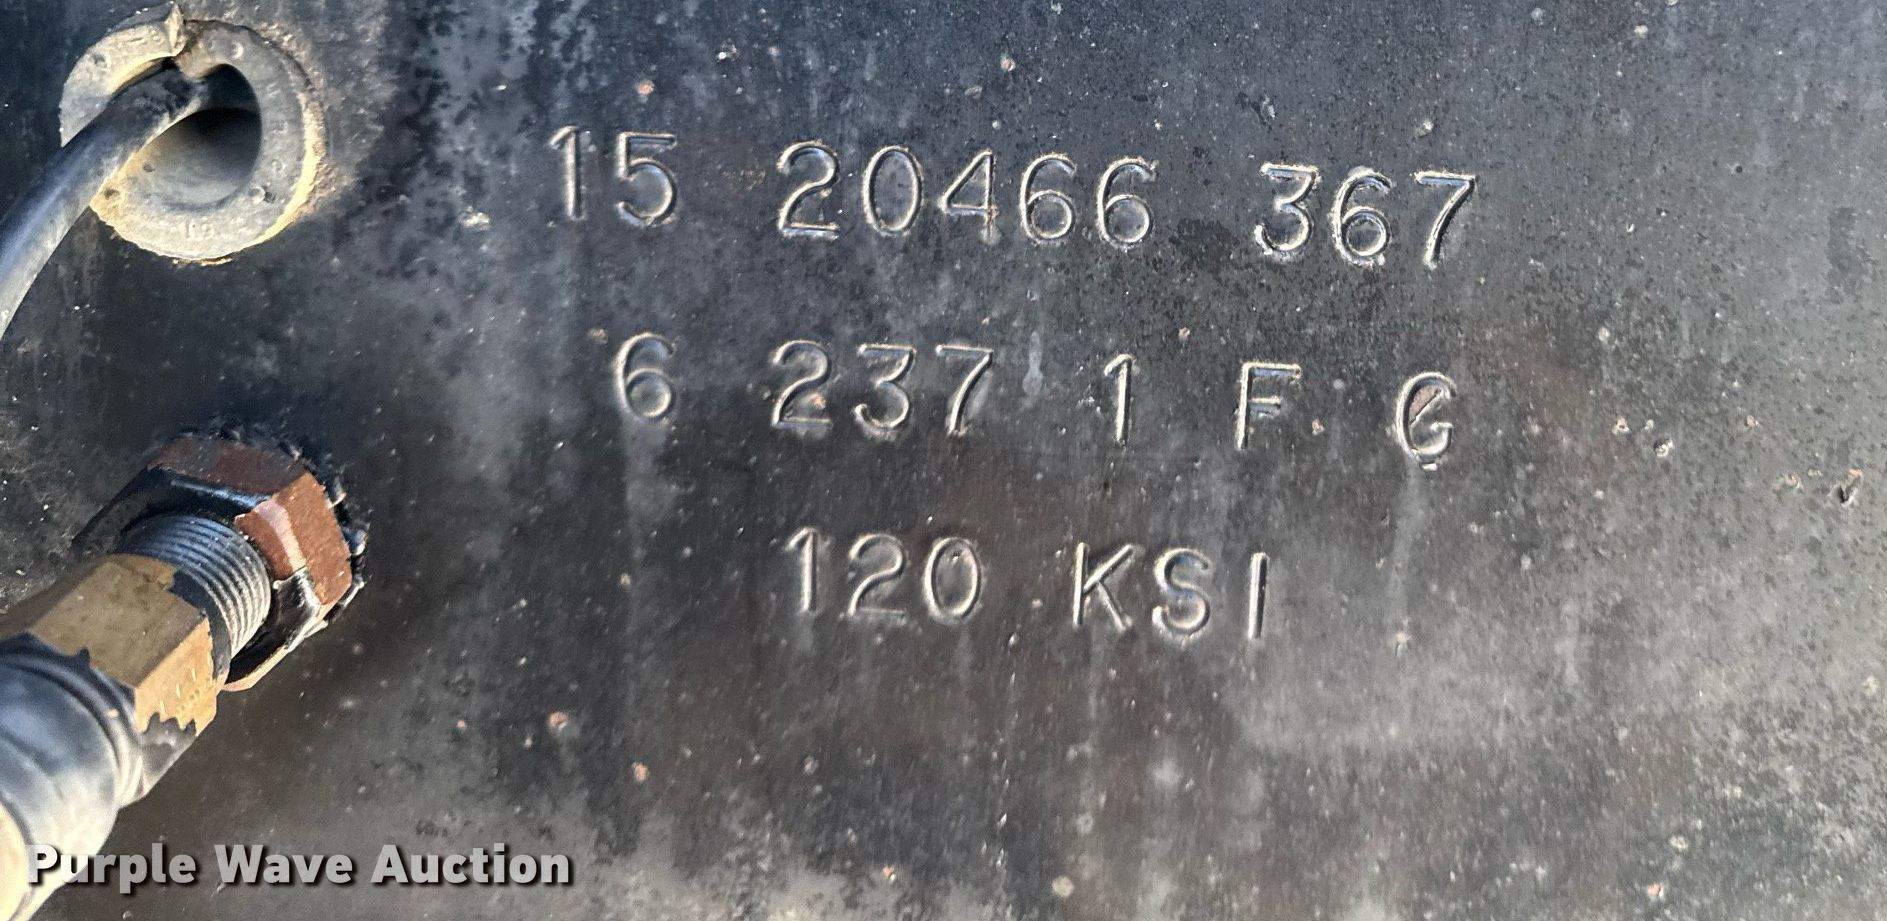 15 20466 367
6 237 1 F G
120 KSI
Purple Wave Auction